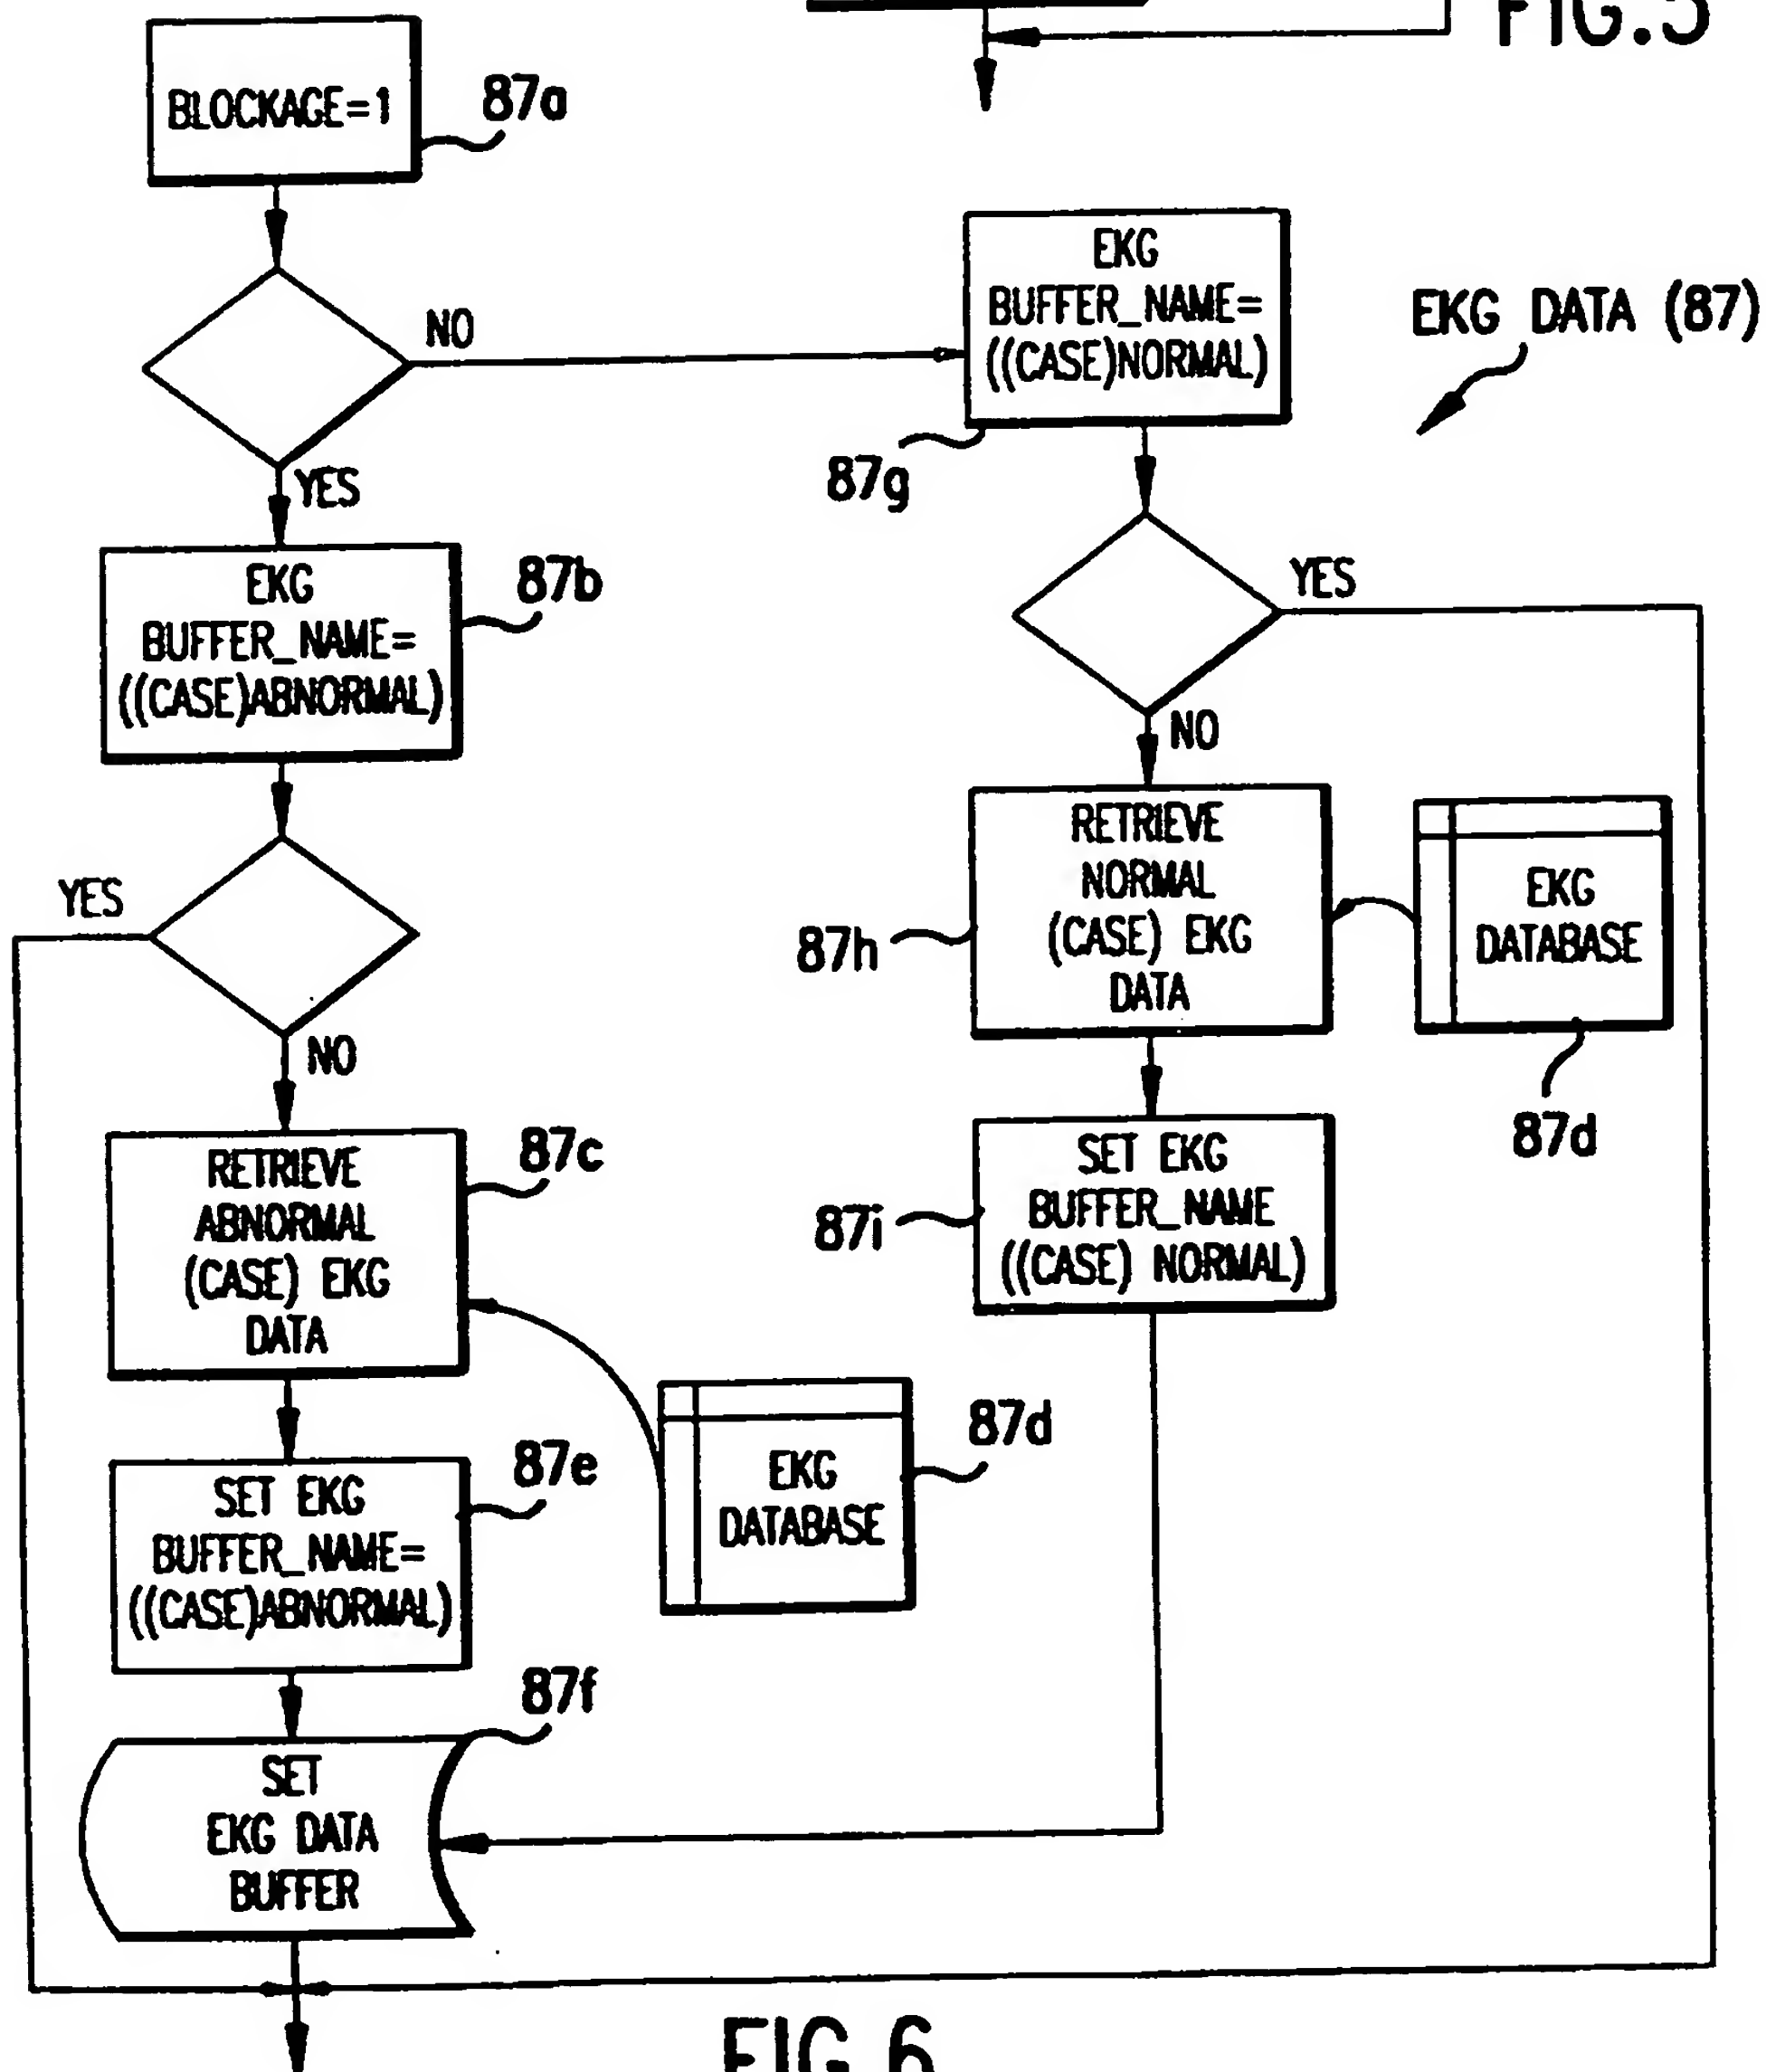 FIG.5
BLOCKAGE=1
87a
NO
YES
EKG
BUFFER_NAME=
((CASE)NORMAL)
87g
EKG DATA (87)
EKG
BUFFER_NAME=
((CASE)ABNORMAL)
87b
YES
NO
YES
NO
RETRIEVE
NORMAL
(CASE) EKG
DATA
87h
EKG
DATABASE
87d
RETRIEVE
ABNORMAL
(CASE) EKG
DATA
87c
SET EKG
BUFFER_NAME
((CASE) NORMAL)
87i
EKG
DATABASE
87d
SET EKG
BUFFER_NAME=
((CASE)ABNORMAL)
87e
SET
EKG DATA
BUFFER
87f
FIG.6